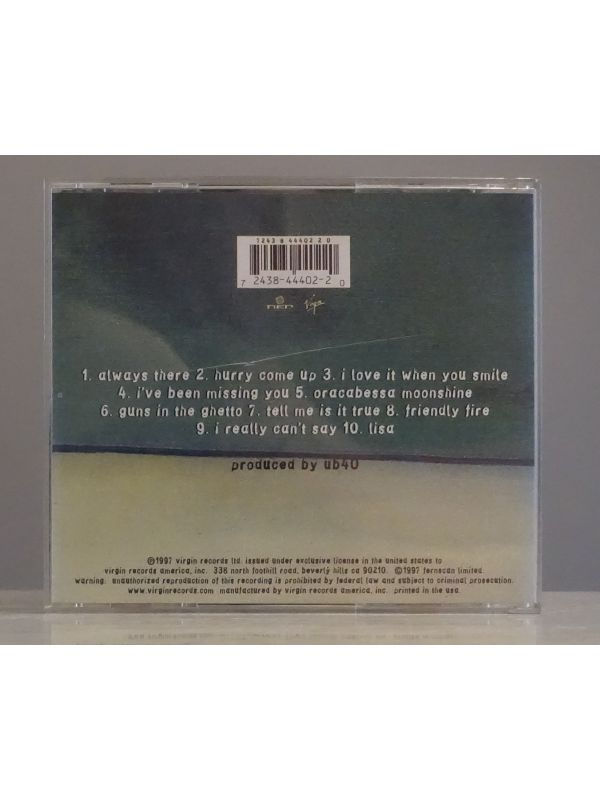 7243 8 44402 2 0
7 2438-44402-2 0
DEP Virgin
1. always there 2. hurry come up 3. i love it when you smile
4. i've been missing you 5. oracabessa moonshine
6. guns in the ghetto 7. tell me is it true 8. friendly fire
9. i really can't say 10. lisa
produced by ub40
℗1997 virgin records ltd. issued under exclusive license in the united states to
virgin records america, inc. 338 north foothill road, beverly hills ca 90210. ©1997 fernscan limited.
warning: unauthorized reproduction of this recording is prohibited by federal law and subject to criminal prosecution.
www.virginrecords.com manufactured by virgin records america, inc. printed in the usa.